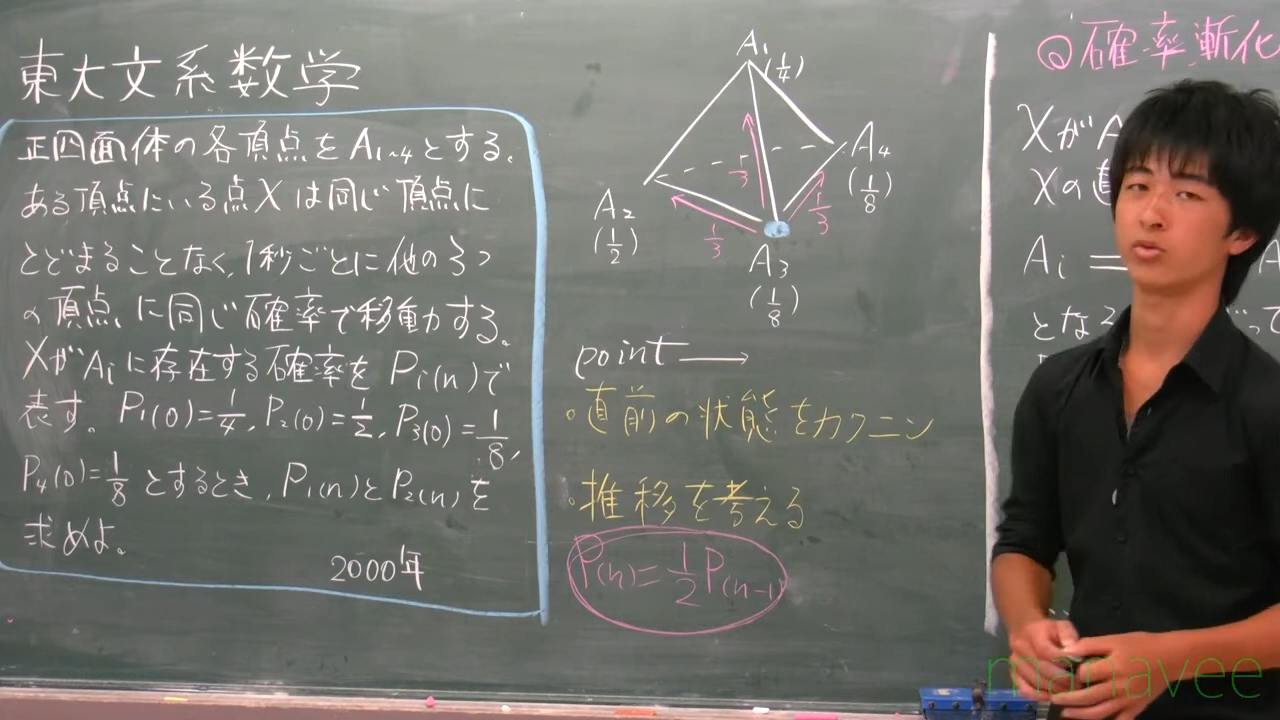 東大文系数学
正四面体の各頂点をA1~4とする。
ある頂点にいる点Xは同じ頂点に
とどまることなく、1秒ごとに他の3つ
の頂点に同じ確率で移動する。
XがAiに存在する確率をPi(n)で
表す。P1(0)=1/4, P2(0)=1/2, P3(0)=1/8,
P4(0)=1/8とするとき、P1(n)とP2(n)を
求めよ。
2000年
A1(1/4)
A4
(1/8)
A2
(1/2)
1/3
1/3
1/3
A3
(1/8)
point→
。直前の状態をカクニン
。推移を考える
P(n)=1/2P(n-1)
◎確率漸化
Xが
Xの直
Ai=
とな
manavee